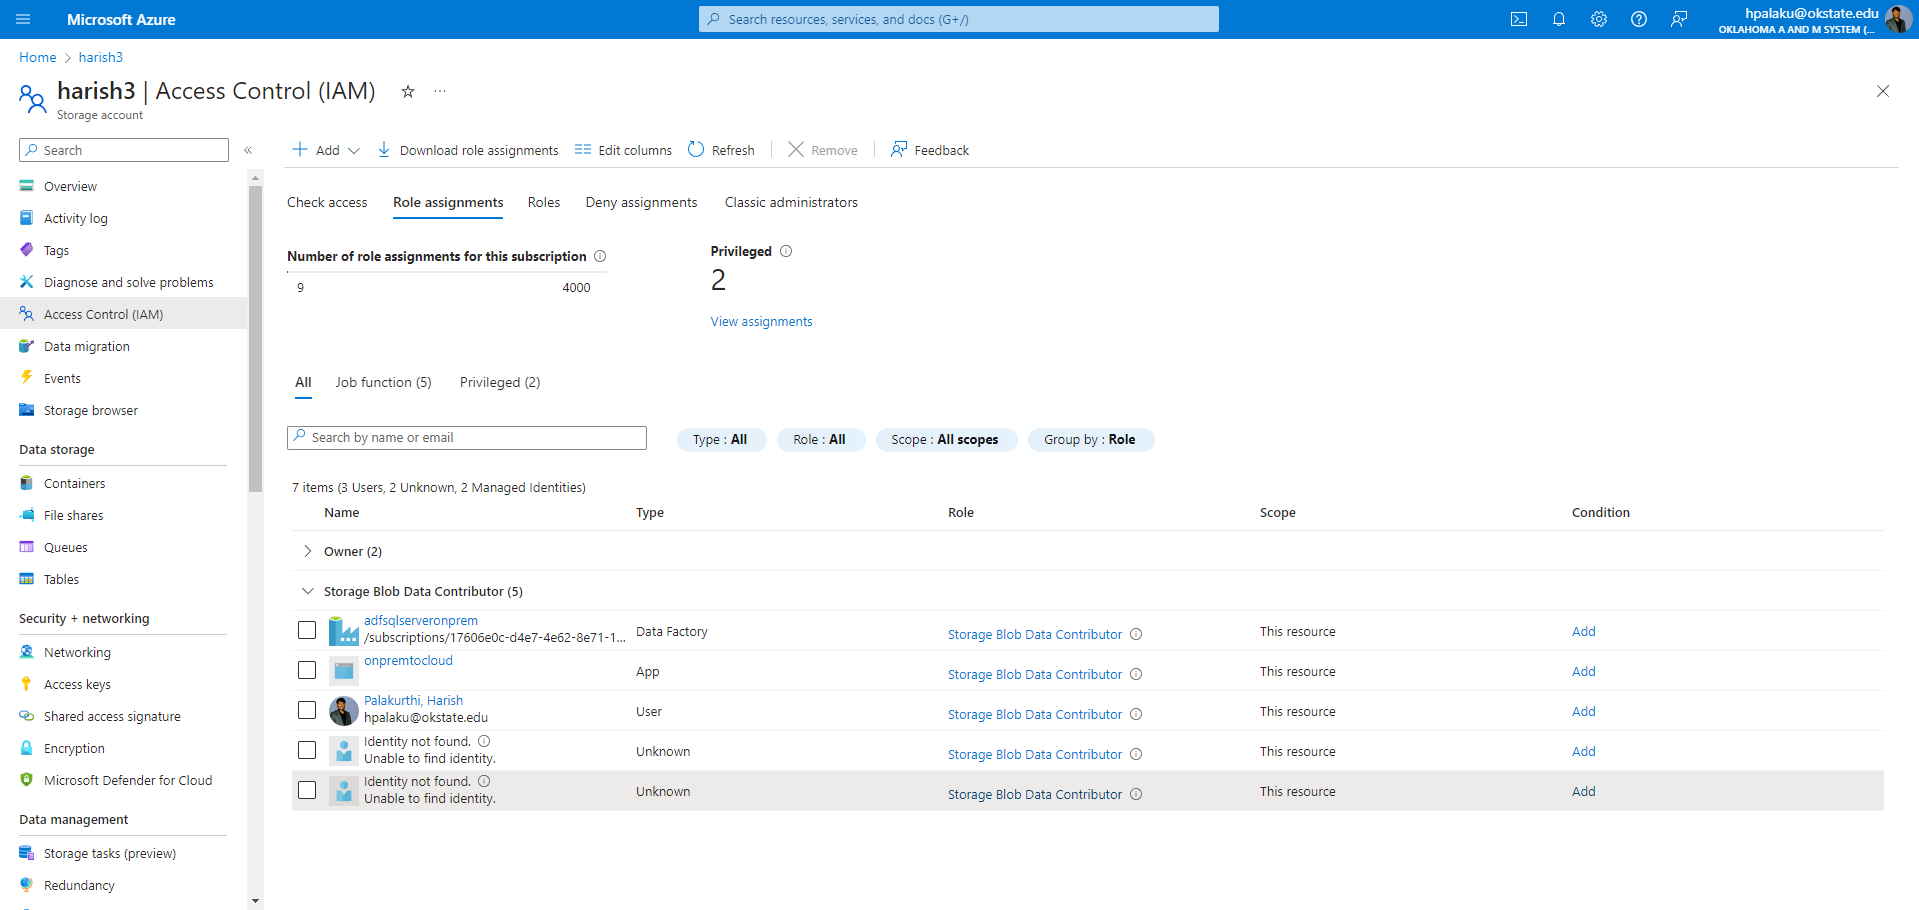 Microsoft Azure
Search resources, services, and docs (G+/)
hpalaku@okstate.edu
OKLAHOMA A AND M SYSTEM (...
Home > harish3
harish3 | Access Control (IAM) ☆ ...
Storage account
Search
«
Add
Download role assignments
Edit columns
Refresh
Remove
Feedback
Overview
Activity log
Tags
Diagnose and solve problems
Access Control (IAM)
Data migration
Events
Storage browser
Data storage
Containers
File shares
Queues
Tables
Security + networking
Networking
Access keys
Shared access signature
Encryption
Microsoft Defender for Cloud
Data management
Storage tasks (preview)
Redundancy
Check access
Role assignments
Roles
Deny assignments
Classic administrators
Number of role assignments for this subscription
9
4000
Privileged
2
View assignments
All
Job function (5)
Privileged (2)
Search by name or email
Type : All
Role : All
Scope : All scopes
Group by : Role
7 items (3 Users, 2 Unknown, 2 Managed Identities)
Name Type Role Scope Condition
Owner (2)
Storage Blob Data Contributor (5)
adfsqlserveronprem
/subscriptions/17606e0c-d4e7-4e62-8e71-1...
Data Factory Storage Blob Data Contributor This resource Add
onpremtocloud
App Storage Blob Data Contributor This resource Add
Palakurthi, Harish
hpalaku@okstate.edu
User Storage Blob Data Contributor This resource Add
Identity not found.
Unable to find identity.
Unknown Storage Blob Data Contributor This resource Add
Identity not found.
Unable to find identity.
Unknown Storage Blob Data Contributor This resource Add